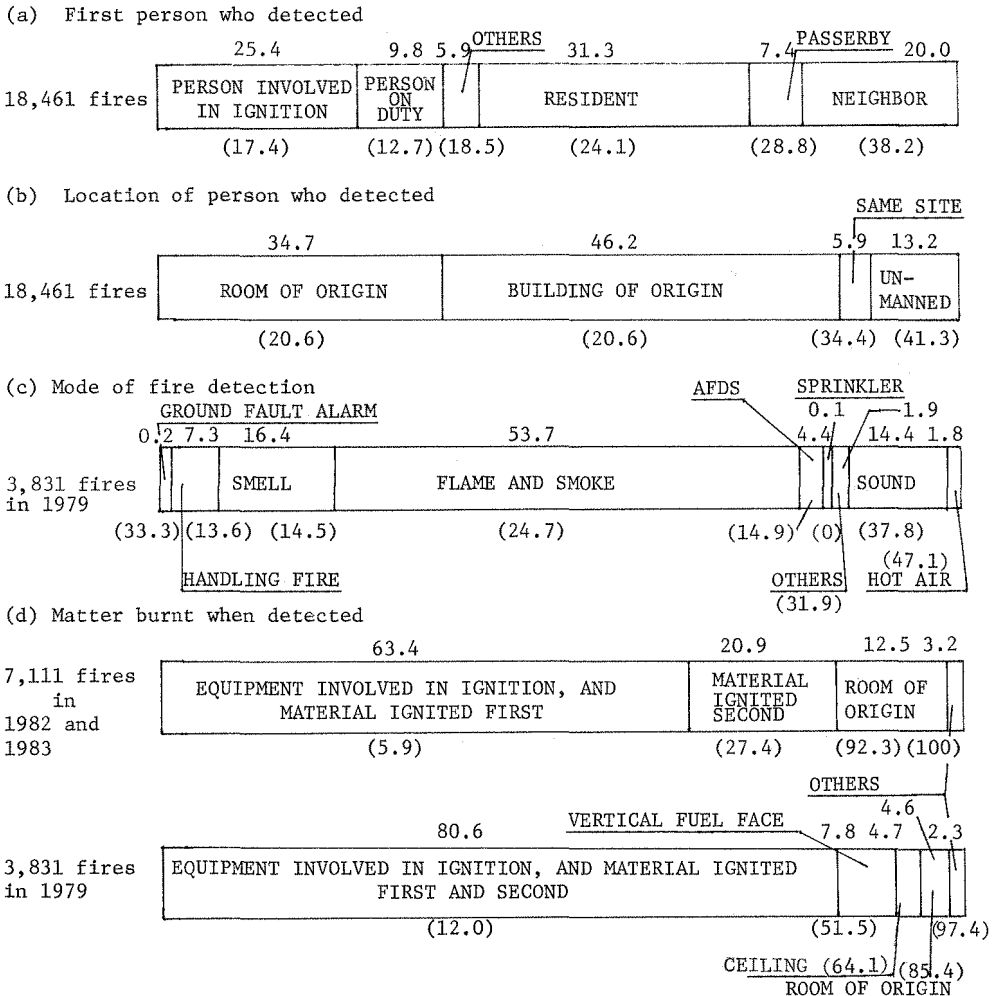 (a) First person who detected
OTHERS PASSERBY
25.4 9.8 5.9 31.3 7.4 20.0
18,461 fires
PERSON INVOLVED IN IGNITION
PERSON ON DUTY
RESIDENT
NEIGHBOR
(17.4) (12.7) (18.5) (24.1) (28.8) (38.2)
(b) Location of person who detected
SAME SITE
34.7 46.2 5.9 13.2
18,461 fires
ROOM OF ORIGIN
BUILDING OF ORIGIN
UN-
MANNED
(20.6) (20.6) (34.4) (41.3)
(c) Mode of fire detection
AFDS SPRINKLER
GROUND FAULT ALARM
0.1 1.9
0.2 7.3 16.4 53.7 4.4 14.4 1.8
3,831 fires
in 1979
SMELL
FLAME AND SMOKE
SOUND
(33.3) (13.6) (14.5) (24.7) (14.9) (0) (37.8)
(47.1)
HANDLING FIRE OTHERS HOT AIR
(31.9)
(d) Matter burnt when detected
63.4 20.9 12.5 3.2
7,111 fires
in
1982 and
1983
EQUIPMENT INVOLVED IN IGNITION, AND
MATERIAL IGNITED FIRST
MATERIAL
IGNITED
SECOND
ROOM OF
ORIGIN
(5.9) (27.4) (92.3) (100)
OTHERS
4.6
VERTICAL FUEL FACE
80.6 7.8 4.7 2.3
3,831 fires
in 1979
EQUIPMENT INVOLVED IN IGNITION, AND MATERIAL IGNITED
FIRST AND SECOND
(12.0) (51.5) (97.4)
CEILING (64.1) (85.4)
ROOM OF ORIGIN